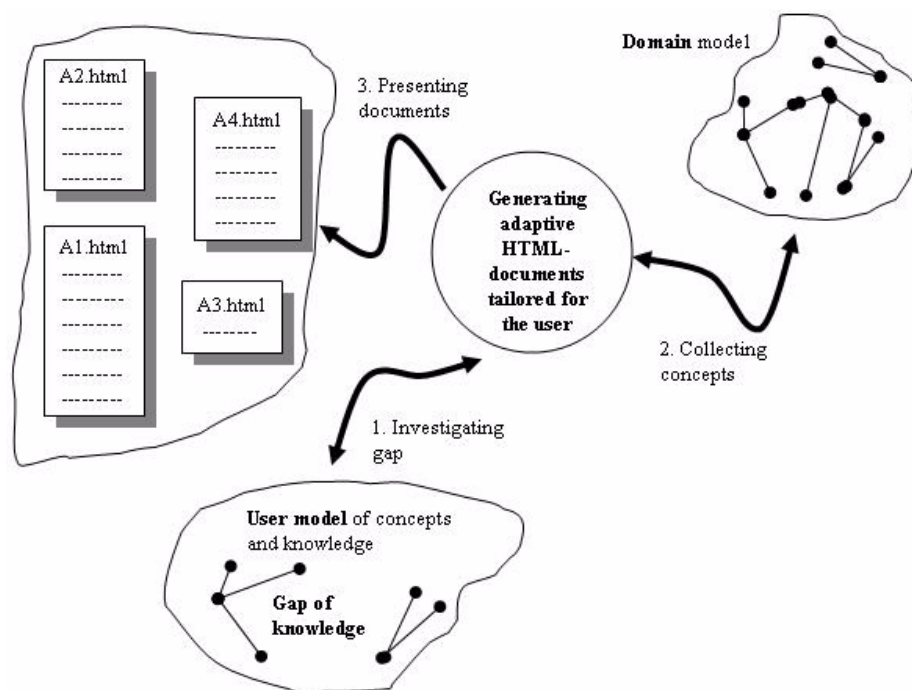 Domain model
A2.html
3. Presenting
documents
A4.html
Generating
adaptive
HTML-
documents
tailored for
the user
A1.html
A3.html
2. Collecting
concepts
1. Investigating
gap
User model of concepts
and knowledge
Gap of
knowledge